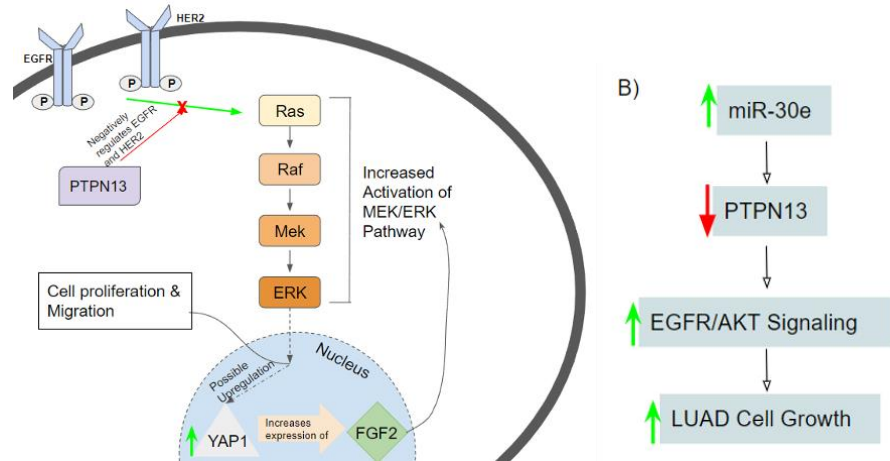 HER2
EGFR
P
P
P
P
Negatively
regulates EGFR
and HER2
X
PTPN13
Ras
Raf
Mek
ERK
Increased
Activation of
MEK/ERK
Pathway
Cell proliferation &
Migration
Nucleus
Possible
Upregulation
YAP1
Increases
expression of
FGF2
B)
miR-30e
PTPN13
EGFR/AKT Signaling
LUAD Cell Growth